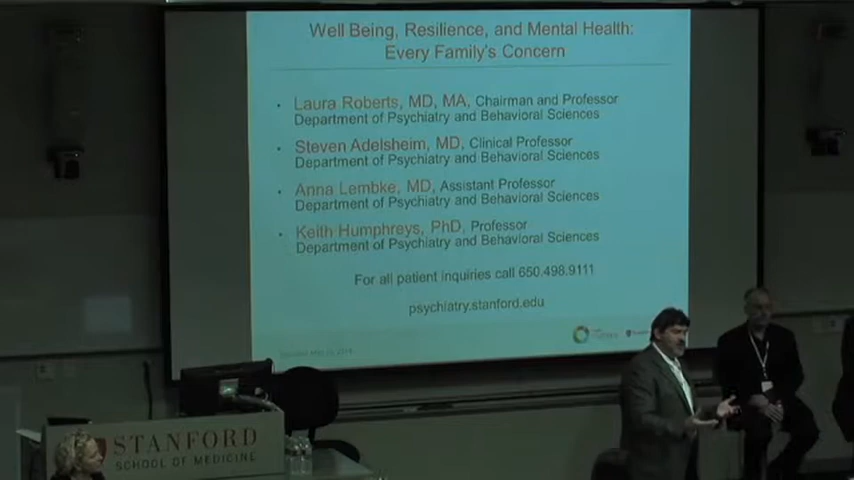 Well Being, Resilience, and Mental Health:
Every Family's Concern
• Laura Roberts, MD, MA, Chairman and Professor
Department of Psychiatry and Behavioral Sciences
• Steven Adelsheim, MD, Clinical Professor
Department of Psychiatry and Behavioral Sciences
• Anna Lembke, MD, Assistant Professor
Department of Psychiatry and Behavioral Sciences
• Keith Humphreys, PhD, Professor
Department of Psychiatry and Behavioral Sciences
For all patient inquiries call 650.498.9111
psychiatry.stanford.edu
STANFORD
SCHOOL OF MEDICINE